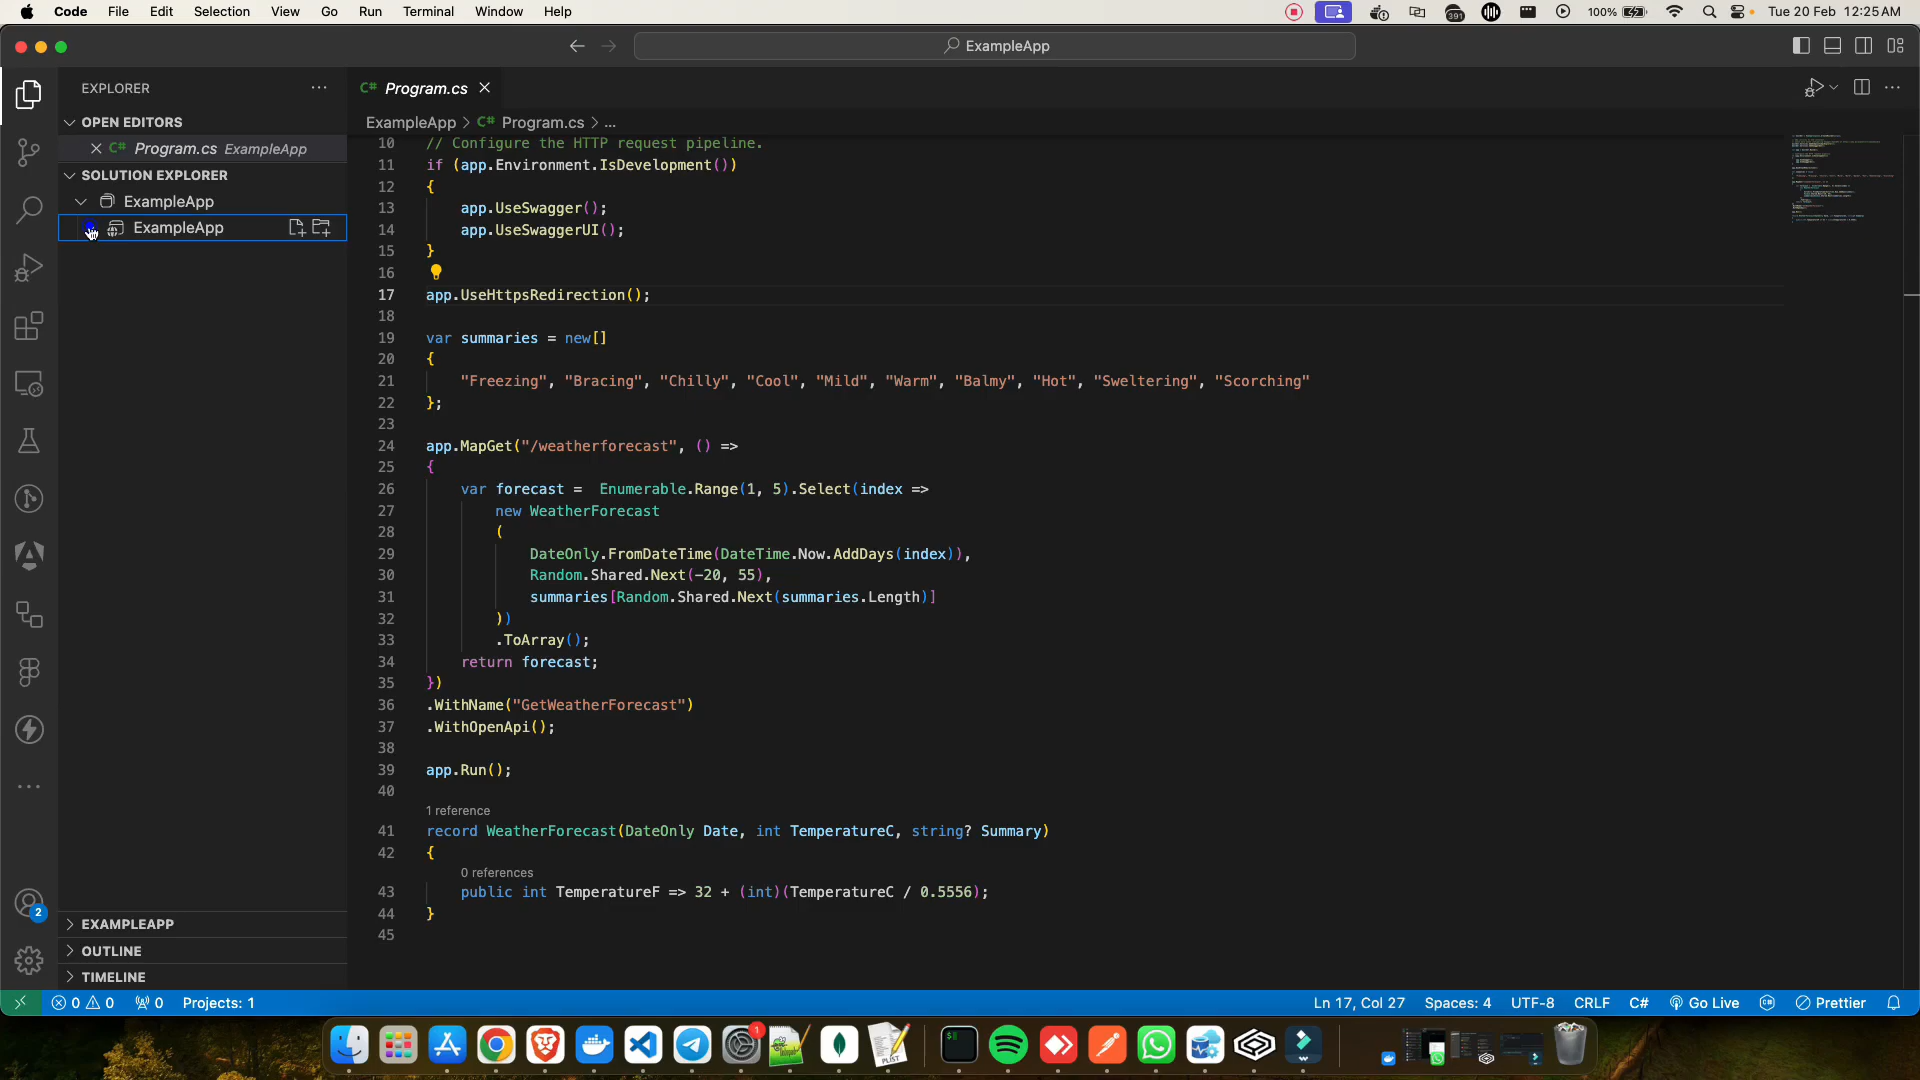 Code File Edit Selection View Go Run Terminal Window Help
391
100%
Tue 20 Feb 12:25 AM
ExampleApp
EXPLORER
OPEN EDITORS
Program.cs ExampleApp
SOLUTION EXPLORER
ExampleApp
ExampleApp
C# Program.cs
ExampleApp > C# Program.cs > ...
10 // Configure the HTTP request pipeline.
11 if (app.Environment.IsDevelopment())
12 {
13 app.UseSwagger();
14 app.UseSwaggerUI();
15 }
16
17 app.UseHttpsRedirection();
18
19 var summaries = new[]
20 {
21 "Freezing", "Bracing", "Chilly", "Cool", "Mild", "Warm", "Balmy", "Hot", "Sweltering", "Scorching"
22 };
23
24 app.MapGet("/weatherforecast", () =>
25 {
26 var forecast =  Enumerable.Range(1, 5).Select(index =>
27 new WeatherForecast
28 (
29 DateOnly.FromDateTime(DateTime.Now.AddDays(index)),
30 Random.Shared.Next(-20, 55),
31 summaries[Random.Shared.Next(summaries.Length)]
32 ))
33 .ToArray();
34 return forecast;
35 })
36 .WithName("GetWeatherForecast")
37 .WithOpenApi();
38
39 app.Run();
40
1 reference
41 record WeatherForecast(DateOnly Date, int TemperatureC, string? Summary)
42 {
0 references
43 public int TemperatureF => 32 + (int)(TemperatureC / 0.5556);
44 }
45
2
EXAMPLEAPP
OUTLINE
TIMELINE
0 0 0 Projects: 1
Ln 17, Col 27 Spaces: 4 UTF-8 CRLF C# Go Live Prettier
1
PLIST